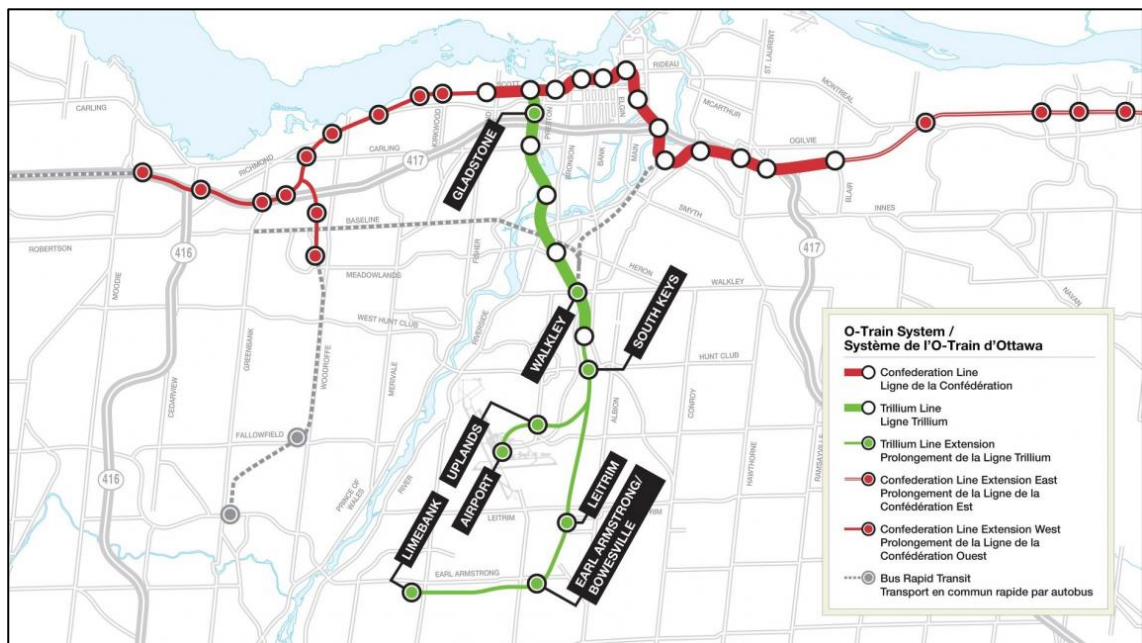 RIDEAU
ST. LAURENT
SCOTT
CARLING
KIRKWOOD
PRESTON
ELGIN
MCARTHUR
MONTREAL
OGILVIE
RICHMOND
CARLING
417
GLADSTONE
BRONSON
BANK
MAIN
BLAIR
INNES
ROBERTSON
416
BASELINE
FISHER
SMYTH
417
MOODIE
MEADOWLANDS
HERON
WALKLEY
NAVAN
SOUTH KEYS
WEST HUNT CLUB
RIVERSIDE
WALKLEY
HUNT CLUB
GREENBANK
WOODROFFE
MERIVALE
CEDARVIEW
ALBION
CONROY
FALLOWFIELD
UPLANDS
HAWTHORNE
RAMSAYVILLE
416
AIRPORT
RIVER
PRINCE OF WALES
LIMEBANK
LEITRIM
LEITRIM
EARL ARMSTRONG/
BOWESVILLE
EARL ARMSTRONG
O-Train System /
Système de l'O-Train d'Ottawa
Confederation Line
Ligne de la Confédération
Trillium Line
Ligne Trillium
Trillium Line Extension
Prolongement de la Ligne Trillium
Confederation Line Extension East
Prolongement de la Ligne de la
Confédération Est
Confederation Line Extension West
Prolongement de la Ligne de la
Confédération Ouest
Bus Rapid Transit
Transport en commun rapide par autobus